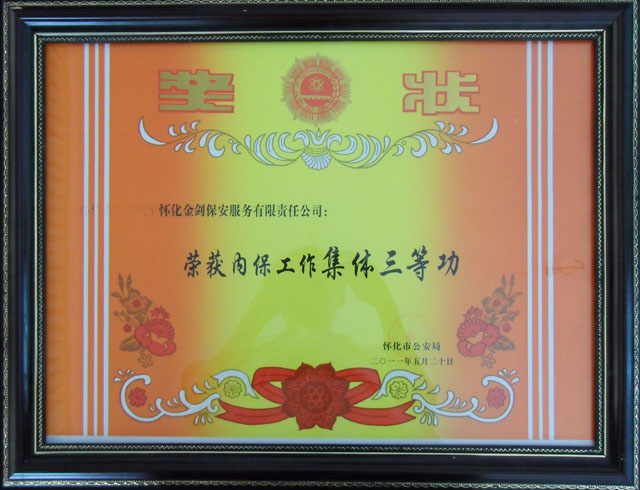 奖状
怀化金剑保安服务有限责任公司：
荣获内保工作集体三等功
怀化市公安局
二〇一一年五月二十日